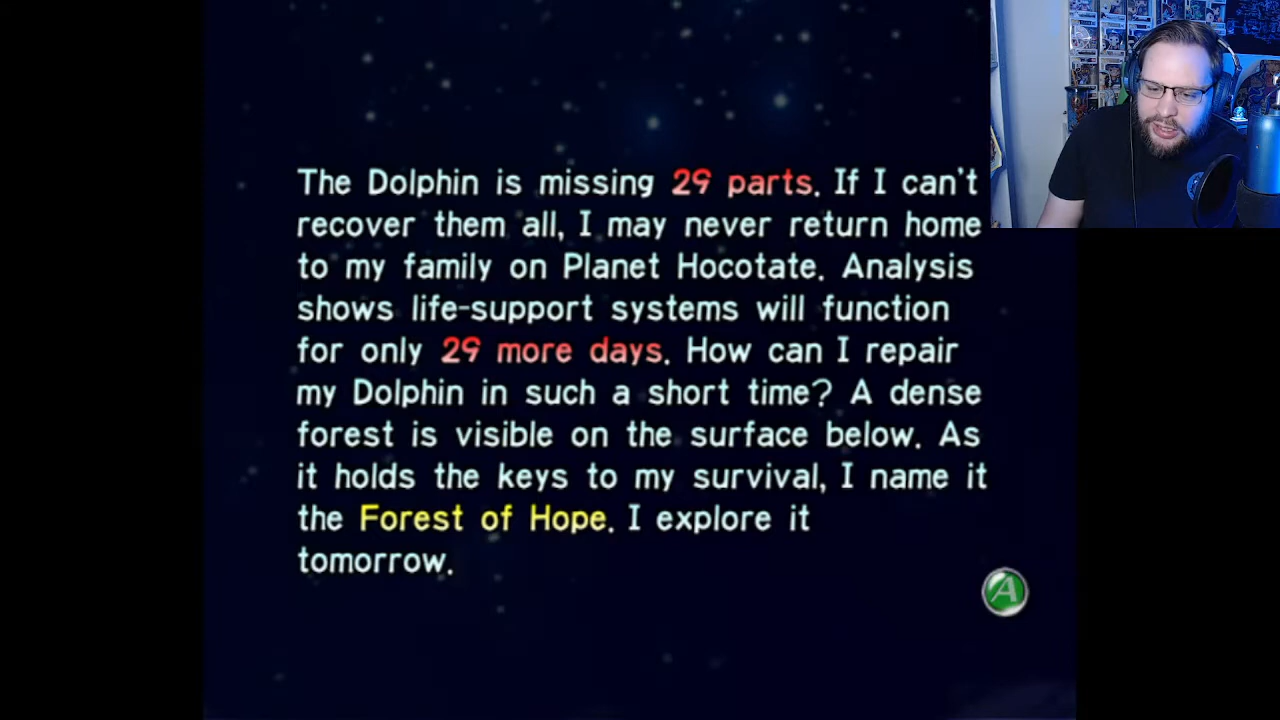 The Dolphin is missing 29 parts. If I can't
recover them all, I may never return home
to my family on Planet Hocotate. Analysis
shows life-support systems will function
for only 29 more days. How can I repair
my Dolphin in such a short time? A dense
forest is visible on the surface below. As
it holds the keys to my survival, I name it
the Forest of Hope. I explore it
tomorrow.
A